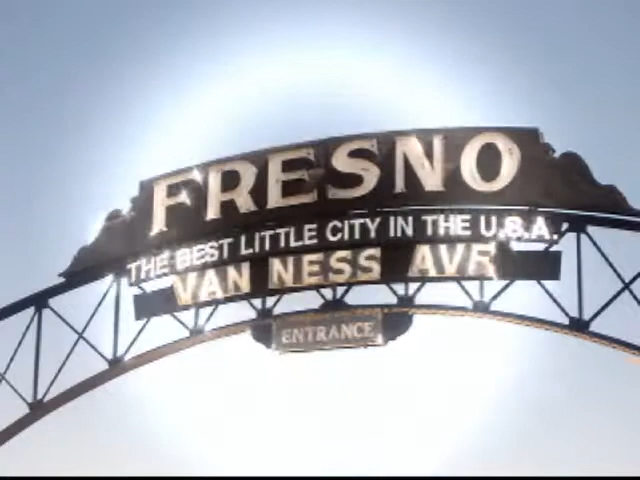 FRESNO
THE BEST LITTLE CITY IN THE U.S.A.
VAN NESS AVE
ENTRANCE